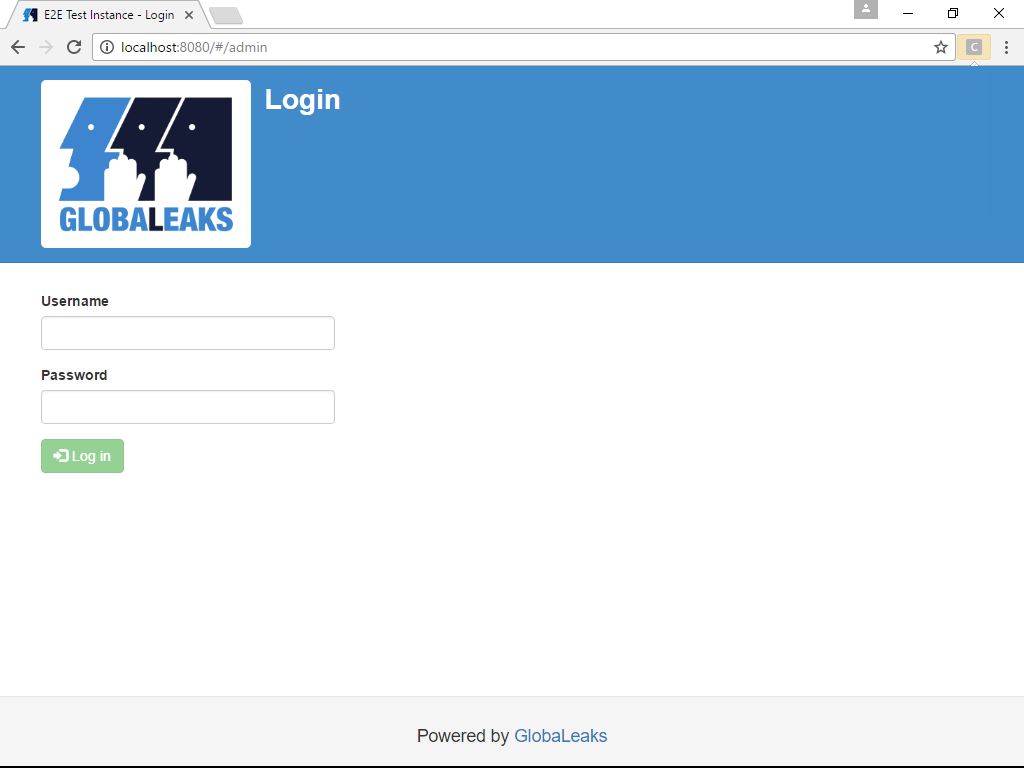 E2E Test Instance - Login
localhost:8080/#/admin
C
GLOBALEAKS
Login
Username
Password
Log in
Powered by GlobaLeaks